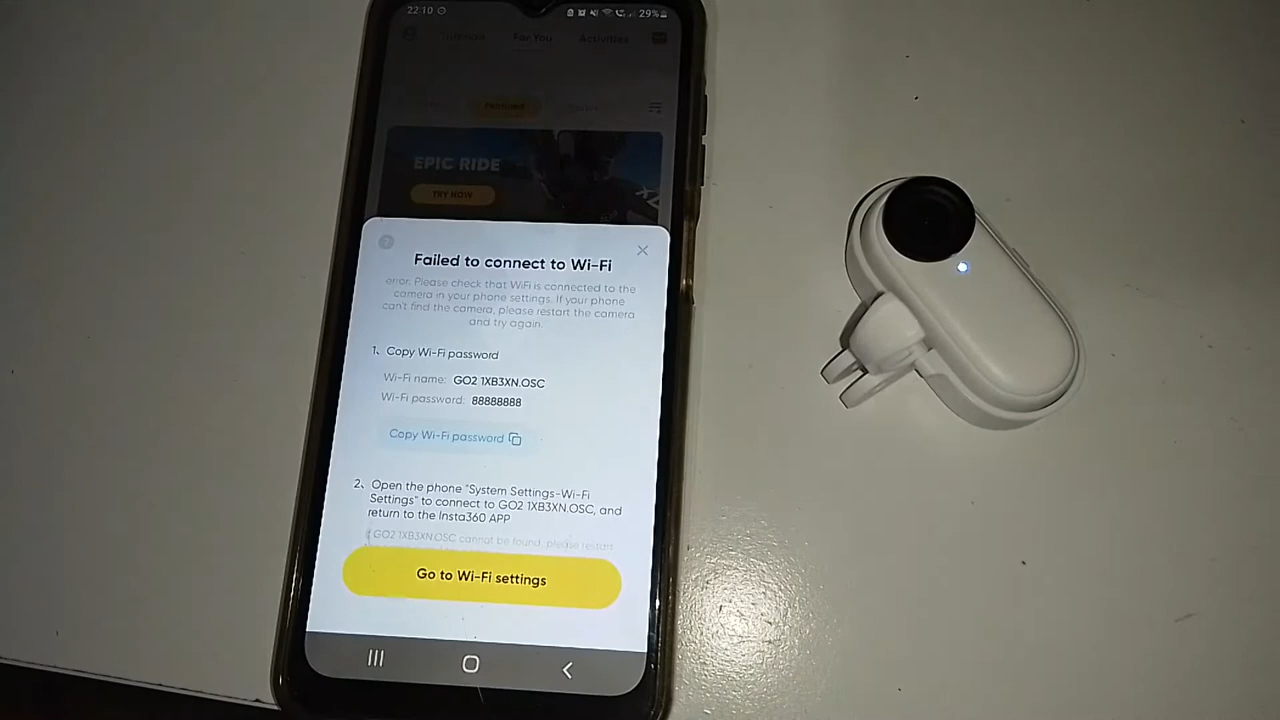 22:10
29%
For You
Activities
Featured
EPIC RIDE
TRY NOW
Failed to connect to Wi-Fi
error. Please check that WiFi is connected to the
camera in your phone settings. If your phone
can't find the camera, please restart the camera
and try again.
1、 Copy Wi-Fi password
Wi-Fi name: GO2 1XB3XN.OSC
Wi-Fi password: 88888888
Copy Wi-Fi password
2、 Open the phone "System Settings-Wi-Fi
Settings" to connect to GO2 1XB3XN.OSC, and
return to the Insta360 APP
GO2 1XB3XN.OSC cannot be found, please restart
Go to Wi-Fi settings